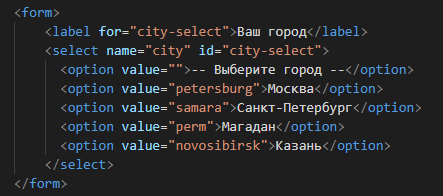 <form>
<label for="city-select">Ваш город</label>
<select name="city" id="city-select">
<option value="">-- Выберите город --</option>
<option value="petersburg">Москва</option>
<option value="samara">Санкт-Петербург</option>
<option value="perm">Магадан</option>
<option value="novosibirsk">Казань</option>
</select>
</form>